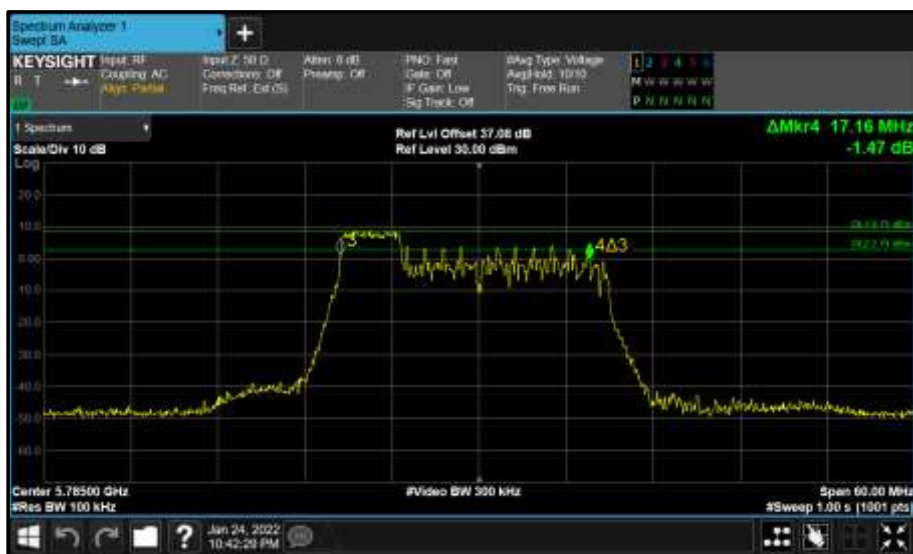 Spectrum Analyzer 1
Swept SA
KEYSIGHT
R T
Input: RF
Coupling: AC
Align: Partial
Input Z: 50 Ω
Corrections: Off
Freq Ref: Ext (S)
Atten: 6 dB
Preamp: Off
PNO: Fast
Gate: Off
IF Gain: Low
Sig Track: Off
#Avg Type: Voltage
Avg|Hold: 10/10
Trig: Free Run
1 2 3 4 5 6
M W W W W W
P N N N N N
1 Spectrum
Scale/Div 10 dB
Ref Lvl Offset 37.08 dB
Ref Level 30.00 dBm
ΔMkr4 17.16 MHz
-1.47 dB
Log
20.0
10.0
0.00
-10.0
-20.0
-30.0
-40.0
-50.0
-60.0
3
4Δ3
Center 5.78500 GHz
#Res BW 100 kHz
#Video BW 300 kHz
Span 60.00 MHz
#Sweep 1.00 s (1001 pts)
?
Jan 24, 2022
10:42:29 PM